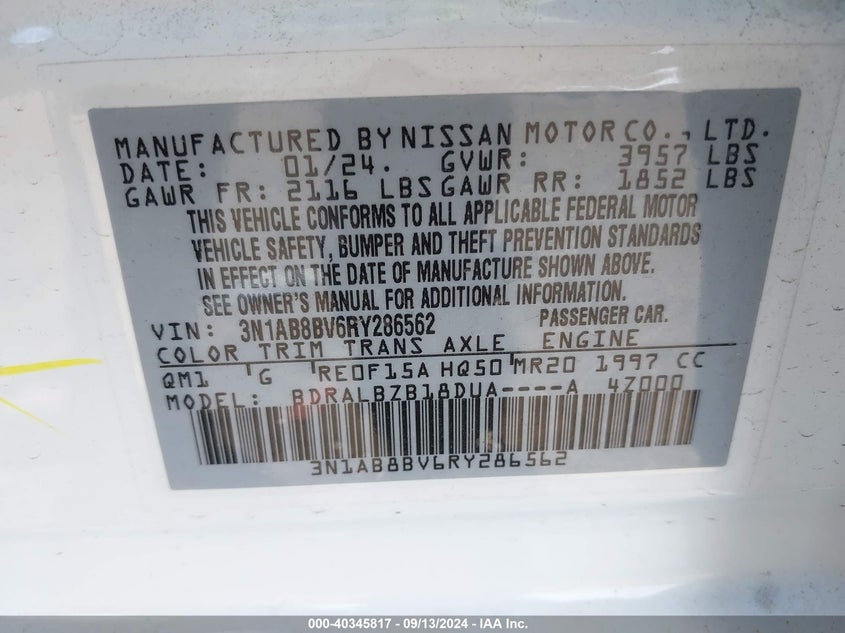 MANUFACTURED BY NISSAN MOTOR CO., LTD.
DATE: 01/24. GVWR: 3957 LBS
GAWR FR: 2116 LBS GAWR RR: 1852 LBS
THIS VEHICLE CONFORMS TO ALL APPLICABLE FEDERAL MOTOR
VEHICLE SAFETY, BUMPER AND THEFT PREVENTION STANDARDS
IN EFFECT ON THE DATE OF MANUFACTURE SHOWN ABOVE.
SEE OWNER'S MANUAL FOR ADDITIONAL INFORMATION.
VIN: 3N1AB8BV6RY286562 PASSENGER CAR.
COLOR TRIM TRANS AXLE ENGINE
QM1 G RE0F15A HQ50 MR20 1997 CC
MODEL: BDRALBZB18DUA----A 4Z000
3N1AB8BV6RY286562
000-40345817 - 09/13/2024 - IAA Inc.